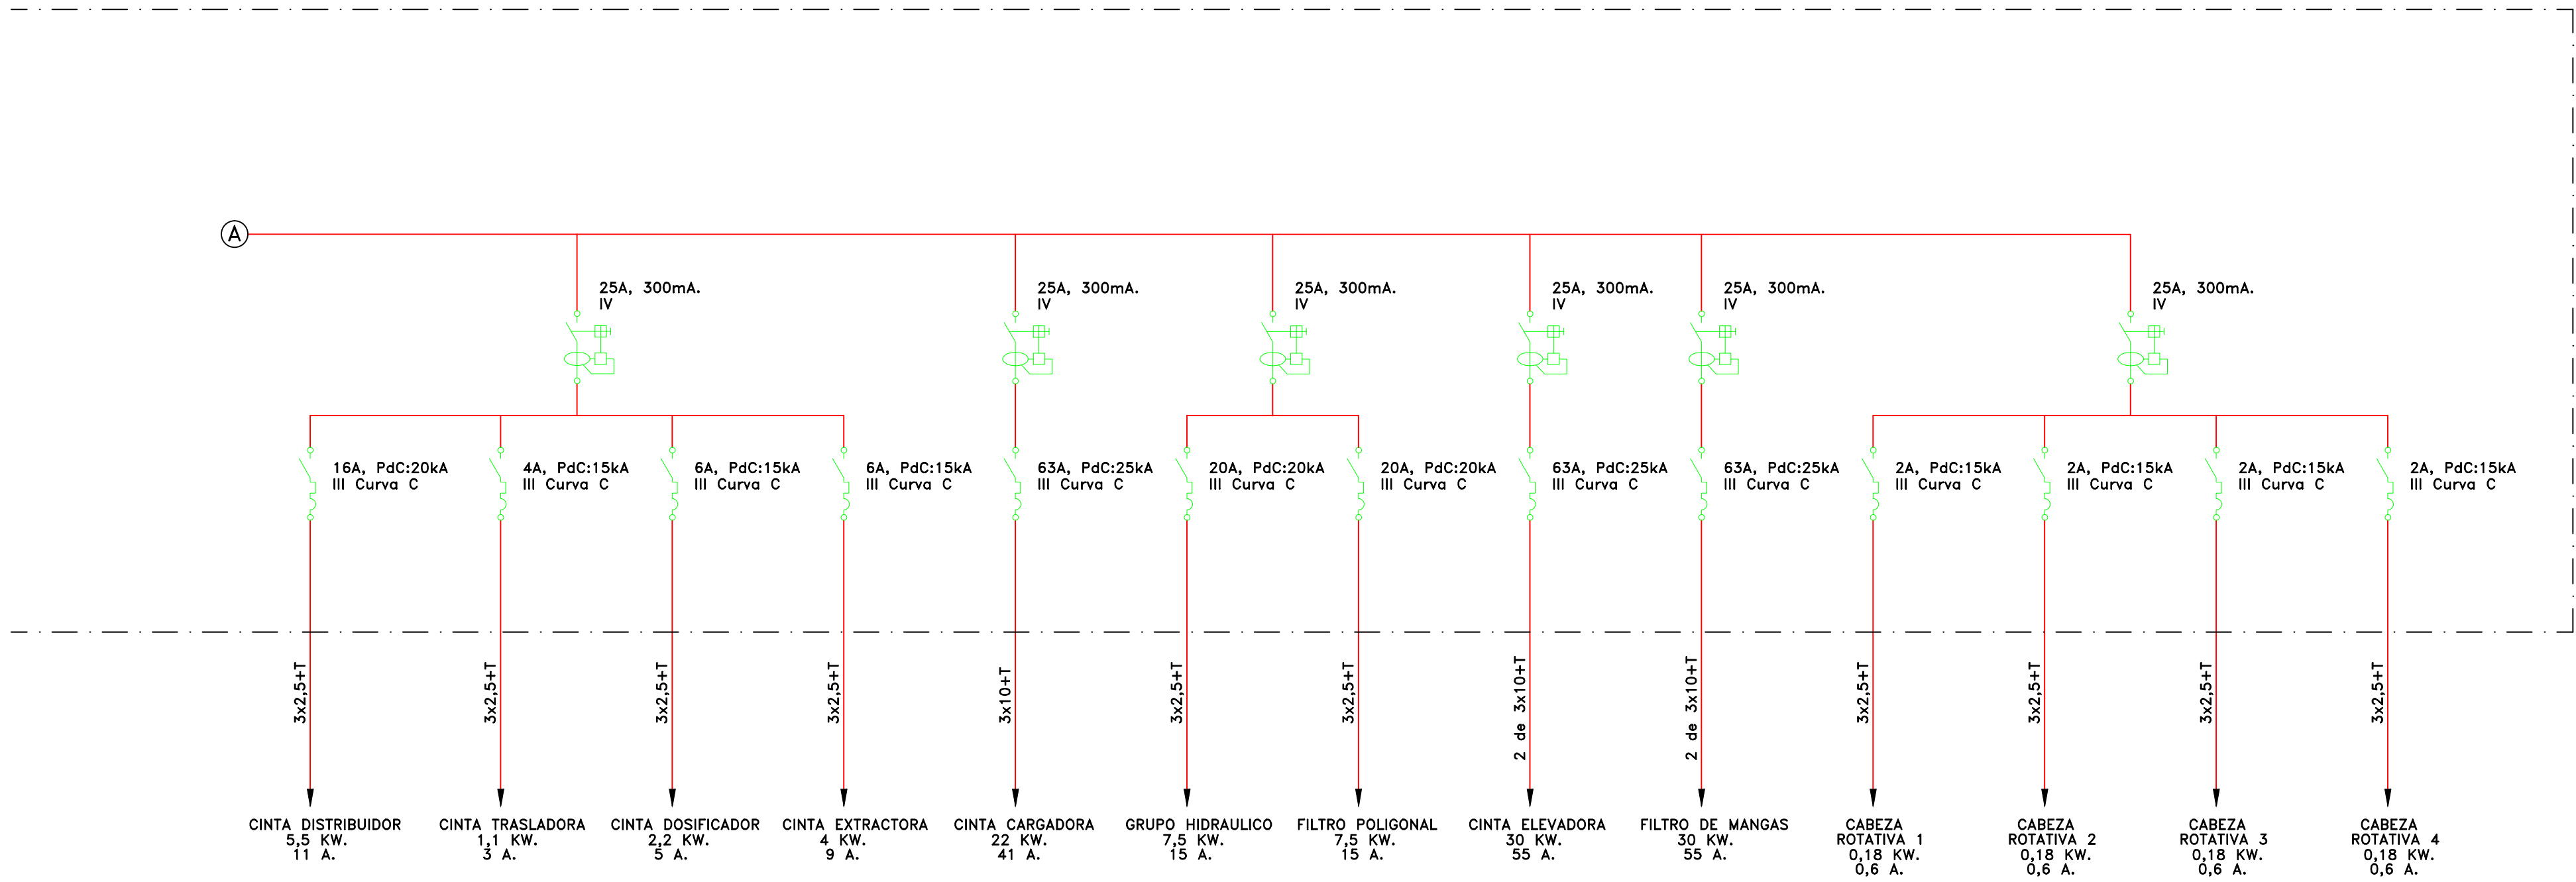 A
25A, 300mA.
IV
25A, 300mA.
IV
25A, 300mA.
IV
25A, 300mA.
IV
25A, 300mA.
IV
25A, 300mA.
IV
16A, PdC:20kA
III Curva C
4A, PdC:15kA
III Curva C
6A, PdC:15kA
III Curva C
6A, PdC:15kA
III Curva C
63A, PdC:25kA
III Curva C
20A, PdC:20kA
III Curva C
20A, PdC:20kA
III Curva C
63A, PdC:25kA
III Curva C
63A, PdC:25kA
III Curva C
2A, PdC:15kA
III Curva C
2A, PdC:15kA
III Curva C
2A, PdC:15kA
III Curva C
2A, PdC:15kA
III Curva C
3x2,5+T
3x2,5+T
3x2,5+T
3x2,5+T
3x10+T
3x2,5+T
3x2,5+T
2 de 3x10+T
2 de 3x10+T
3x2,5+T
3x2,5+T
3x2,5+T
3x2,5+T
CINTA DISTRIBUIDOR
5,5 KW.
11 A.
CINTA TRASLADORA
1,1 KW.
3 A.
CINTA DOSIFICADOR
2,2 KW.
5 A.
CINTA EXTRACTORA
4 KW.
9 A.
CINTA CARGADORA
22 KW.
41 A.
GRUPO HIDRAULICO
7,5 KW.
15 A.
FILTRO POLIGONAL
7,5 KW.
15 A.
CINTA ELEVADORA
30 KW.
55 A.
FILTRO DE MANGAS
30 KW.
55 A.
CABEZA
ROTATIVA 1
0,18 KW.
0,6 A.
CABEZA
ROTATIVA 2
0,18 KW.
0,6 A.
CABEZA
ROTATIVA 3
0,18 KW.
0,6 A.
CABEZA
ROTATIVA 4
0,18 KW.
0,6 A.